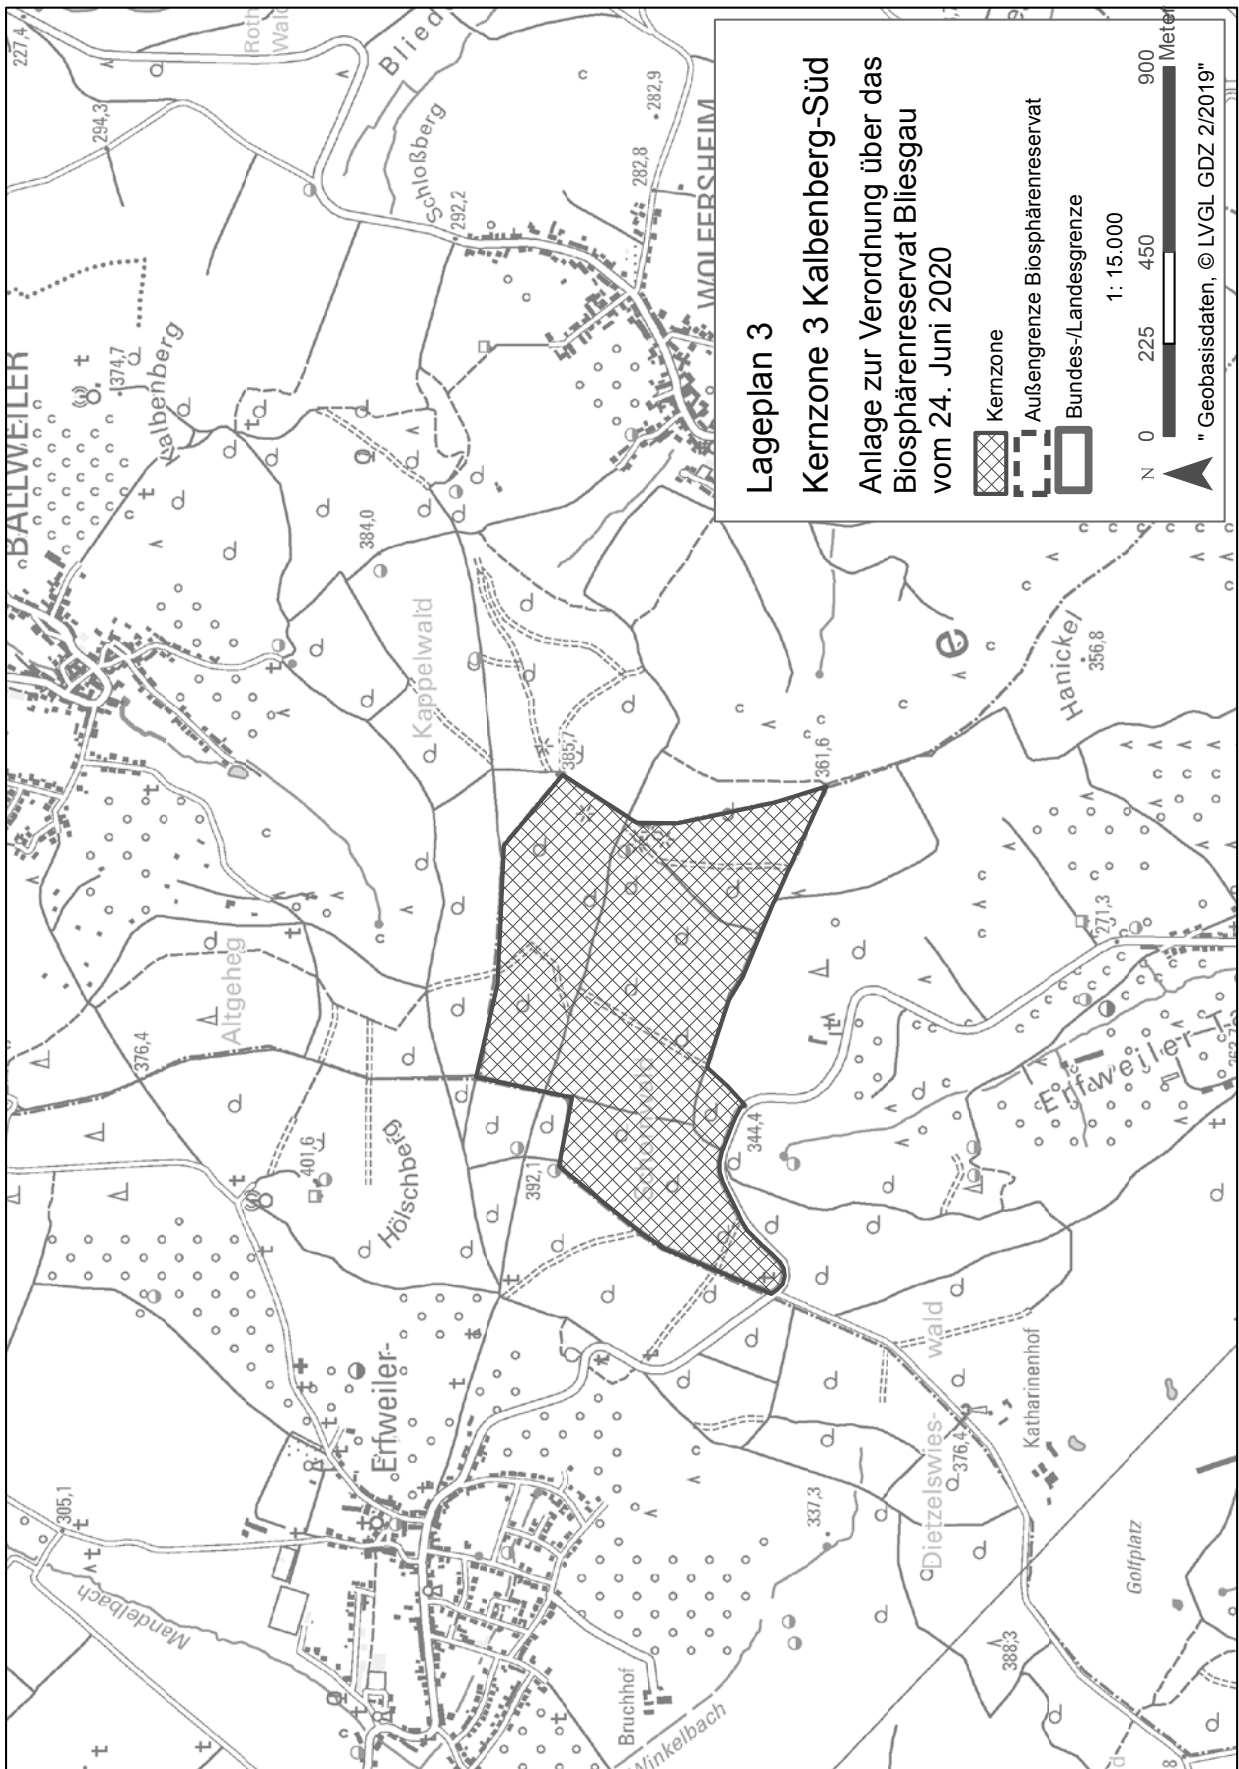 Lageplan 3
Kernzone 3 Kalbenberg-Süd
Anlage zur Verordnung über das
Biosphärenreservat Bliesgau
vom 24. Juni 2020
Kernzone
Außengrenze Biosphärenreservat
Bundes-/Landesgrenze
1: 15.000
N
0 225 450 900
Meter
" Geobasisdaten, © LVGL GDZ 2/2019"
BALLWEILER
Kalbenberg
374,7
227,4
294,3
Roth
Wald
Blied
Schloßberg
292,2
282,8
282,9
WOLFERSHEIM
384,0
Kappelwald
385,7
361,6
e
Hanickel
356,8
Altgeheg
376,4
401,6
Hölschberg
392,1
344,4
271,3
Erfweiler
Erfweiler-
305,1
Mandelbach
Bruchhof
Winkelbach
337,3
Dietzelswies-
wald
376,4
Katharinenhof
Golfplatz
388,3